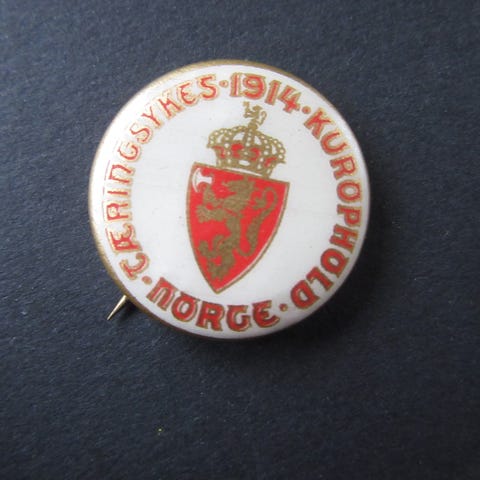 TÆRINGSYKES · 1914 · KUROPHOLD · NORGE ·